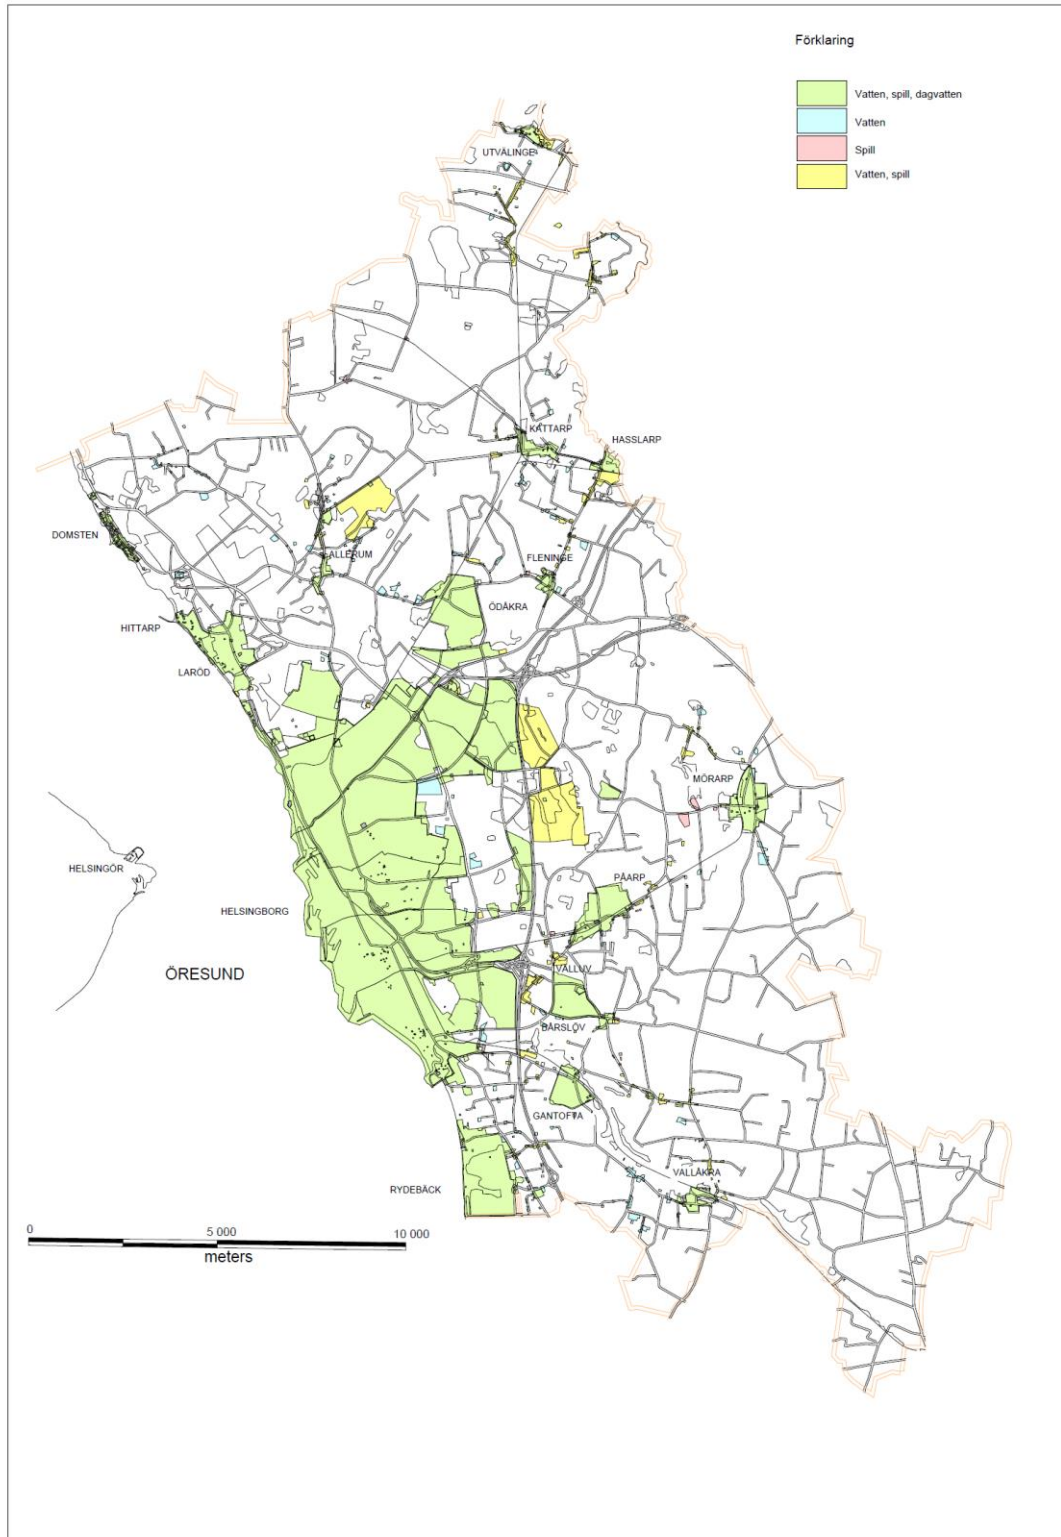 Förklaring
Vatten, spill, dagvatten
Vatten
Spill
Vatten, spill
UTVÄLINGE
KATTARP
HASSLARP
DOMSTEN
ALLERUM
FLENINGE
ÖDÅKRA
HITTARP
LARÖD
MÖRARP
HELSINGÖR
PÅARP
HELSINGBORG
ÖRESUND
VÄLLUV
BÅRSLÖV
GANTOFTA
VALLÅKRA
RYDEBÄCK
0 5 000 10 000
meters